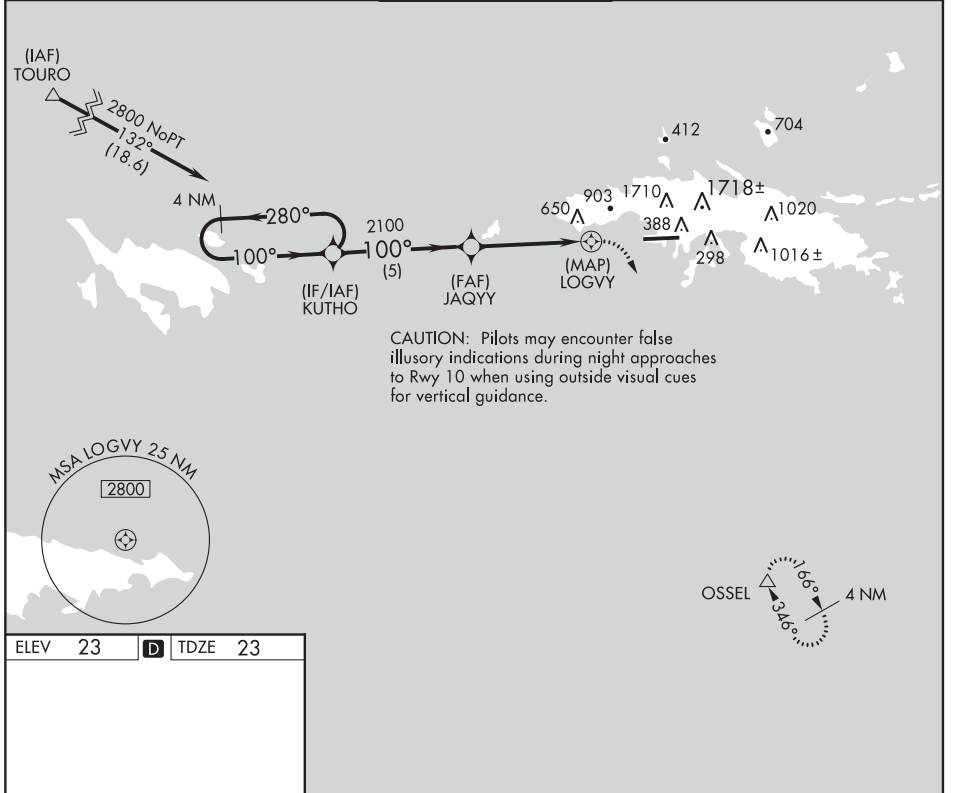 (IAF)
TOURO
2800 NoPT
132°
(18.6)
4 NM
280°
100°
(IF/IAF)
KUTHO
2100
100°
(5)
(FAF)
JAQYY
(MAP)
LOGVY
412
704
650
903
1710
1718±
388
298
1020
1016±
CAUTION: Pilots may encounter false
illusory indications during night approaches
to Rwy 10 when using outside visual cues
for vertical guidance.
MSA LOGVY 25 NM
2800
OSSEL
166°
346°
4 NM
ELEV 23 D TDZE 23